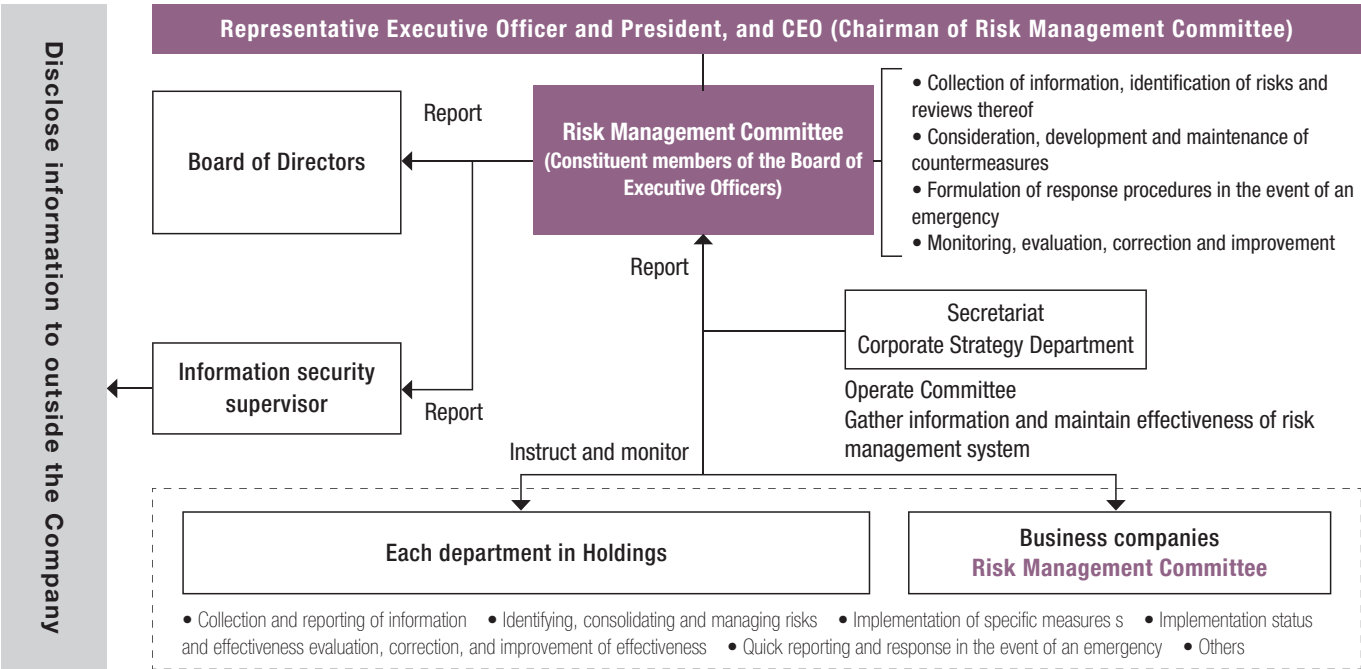 Disclose information to outside the Company
Representative Executive Officer and President, and CEO (Chairman of Risk Management Committee)
Board of Directors
Report
Risk Management Committee
(Constituent members of the Board of
Executive Officers)
• Collection of information, identification of risks and
reviews thereof
• Consideration, development and maintenance of
countermeasures
• Formulation of response procedures in the event of an
emergency
• Monitoring, evaluation, correction and improvement
Report
Secretariat
Corporate Strategy Department
Operate Committee
Gather information and maintain effectiveness of risk
management system
Information security
supervisor
Report
Instruct and monitor
Each department in Holdings
Business companies
Risk Management Committee
• Collection and reporting of information • Identifying, consolidating and managing risks • Implementation of specific measure s • Implementation status
and effectiveness evaluation, correction, and improvement of effectiveness • Quick reporting and response in the event of an emergency • Others